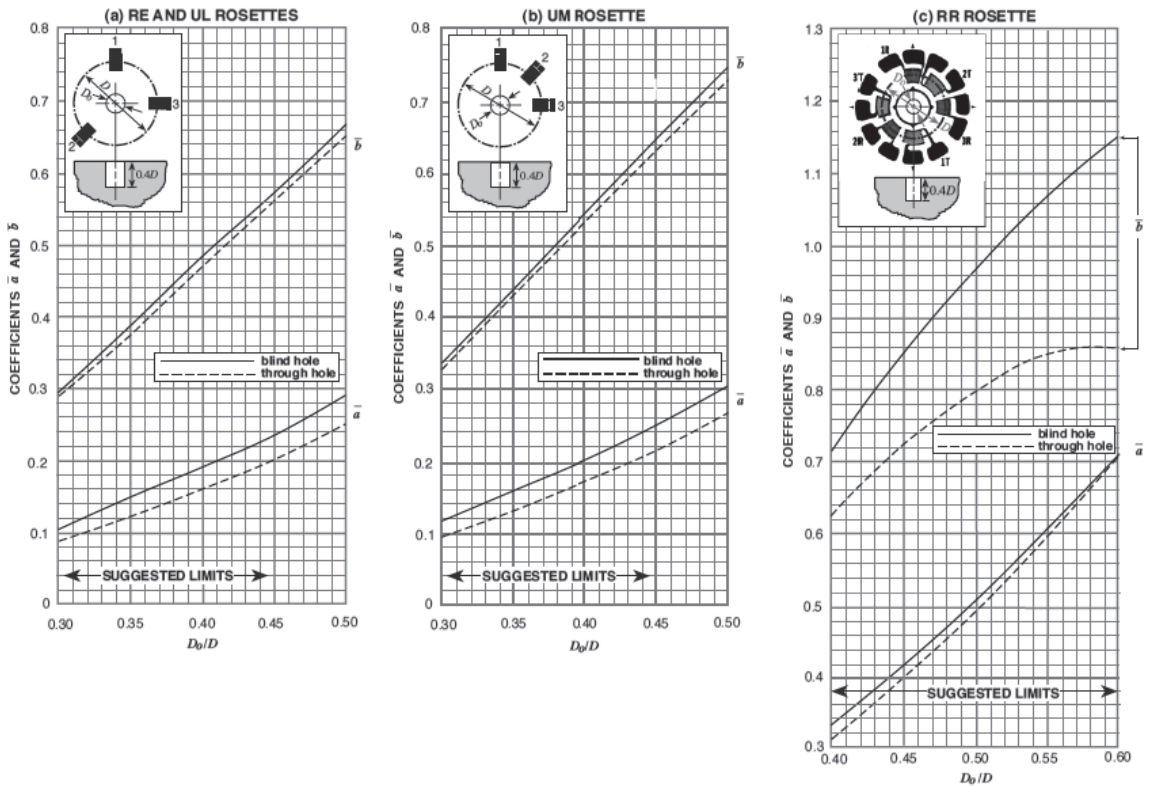 (a) RE AND UL ROSETTES
0.8
0.7
0.6
0.5
0.4
0.3
0.2
0.1
0
COEFFICIENTS a̅ AND b̅
1
D
D₀
3
2
0.4D
b̅
blind hole
through hole
a̅
SUGGESTED LIMITS
0.30
0.35
0.40
0.45
0.50
D₀/D
(b) UM ROSETTE
0.8
0.7
0.6
0.5
0.4
0.3
0.2
0.1
0
COEFFICIENTS a̅ AND b̅
1
2
D
3
D₀
0.4D
b̅
blind hole
through hole
a̅
SUGGESTED LIMITS
0.30
0.35
0.40
0.45
0.50
D₀/D
(c) RR ROSETTE
1.3
1.2
1.1
1.0
0.9
0.8
0.7
0.6
0.5
0.4
0.3
COEFFICIENTS a̅ AND b̅
1R
3T
2T
D₀
D
2R
3R
1T
0.4D
b̅
blind hole
through hole
a̅
SUGGESTED LIMITS
0.40
0.45
0.50
0.55
0.60
D₀/D